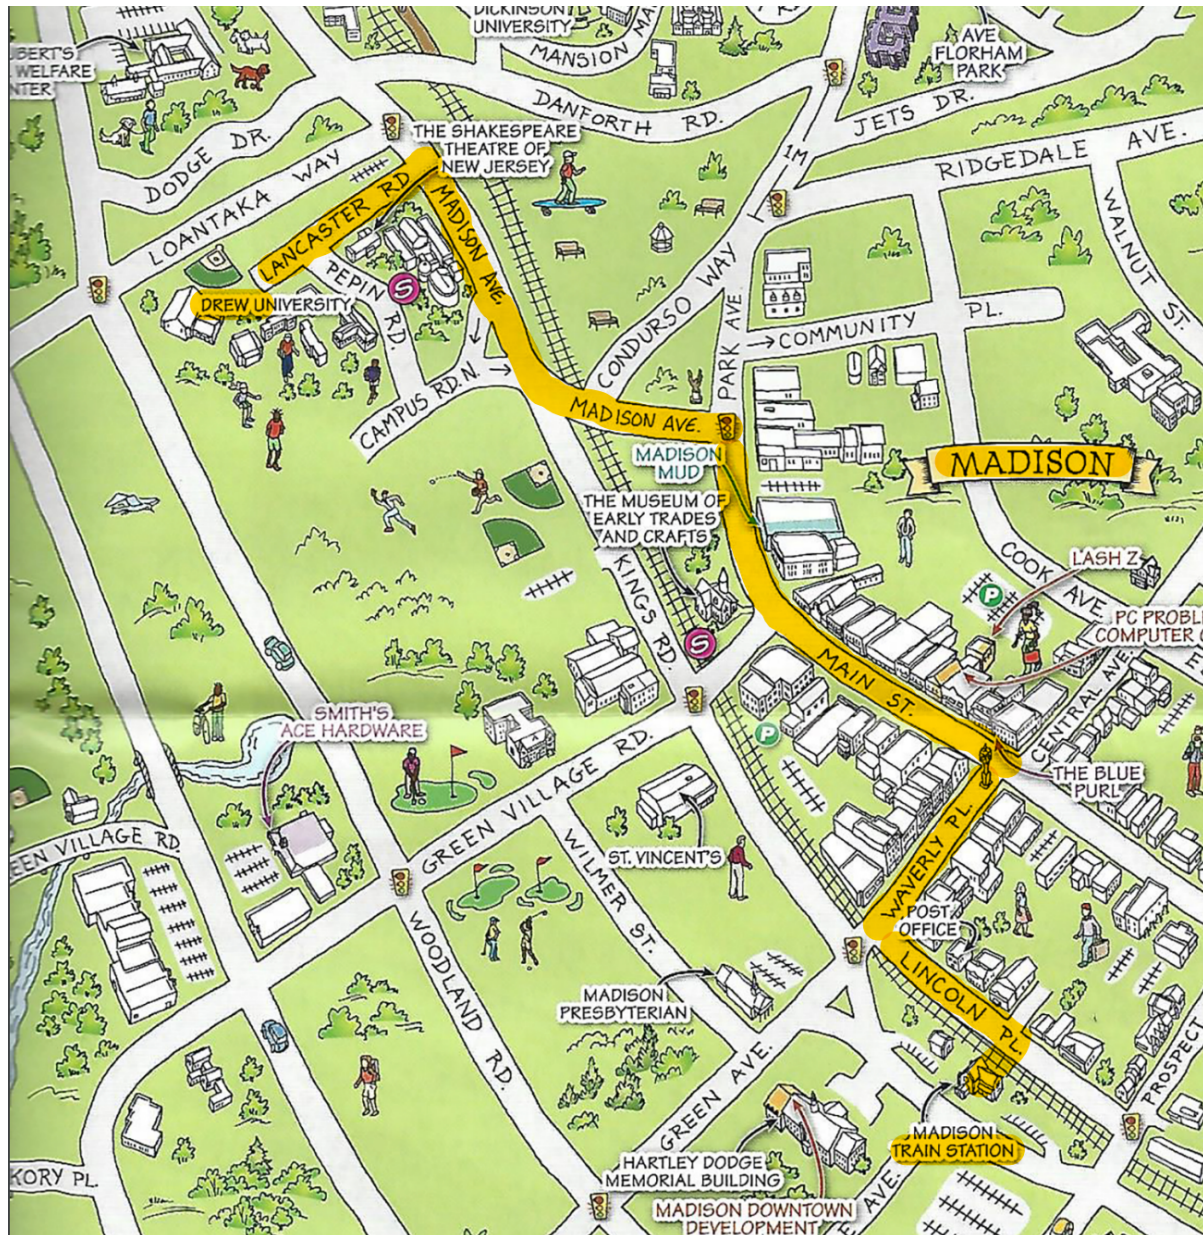 DICKINSON
UNIVERSITY
MANSION
AVE
FLORHAM
PARK
WELFARE
DANFORTH RD.
JETS DR.
THE SHAKESPEARE
THEATRE OF
NEW JERSEY
DODGE DR.
1M
RIDGEDALE AVE.
LOANTAKA WAY
LANCASTER RD
MADISON AVE.
WALNUT ST.
PEPIN RD.
S
DREW UNIVERSITY
CONDURSO WAY
PARK AVE.
COMMUNITY PL.
CAMPUS RD. N.
MADISON AVE.
MADISON
MUD
MADISON
THE MUSEUM OF
EARLY TRADES
AND CRAFTS
KINGS RD.
COOK AVE.
LASH Z
P
PC
COMPUTER
S
MAIN ST.
CENTRAL AVE
SMITH'S
ACE HARDWARE
P
THE BLUE
PURL
GREEN VILLAGE RD.
WAVERLY PL.
VILLAGE RD.
WILMER ST.
ST. VINCENT'S
POST
OFFICE
WOODLAND RD.
LINCOLN PL.
MADISON
PRESBYTERIAN
GREEN AVE.
MADISON
TRAIN STATION
HARTLEY DODGE
MEMORIAL BUILDING
AVE.
MADISON DOWNTOWN
DEVELOPMENT
PL.